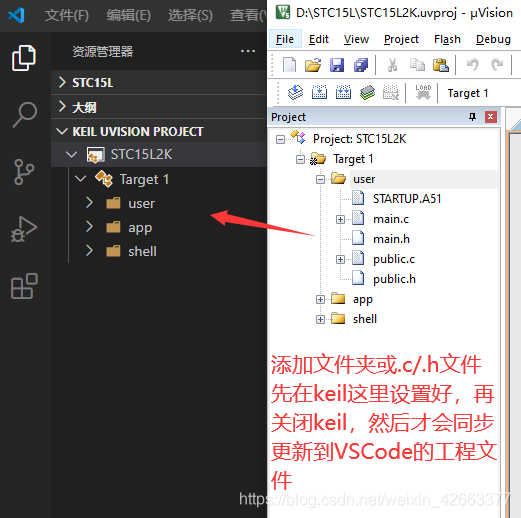 文件(F)
编辑(E)
选择(S)
查看(V)
资源管理器
STC15L
大纲
KEIL UVISION PROJECT
STC15L2K
Target 1
user
app
shell
D:\STC15L\STC15L2K.uvproj - µVision
File Edit View Project Flash Debug
LOAD
Target 1
Project
Project: STC15L2K
Target 1
user
STARTUP.A51
main.c
main.h
public.c
public.h
app
shell
添加文件夹或.c/.h文件
先在keil这里设置好，再
关闭keil，然后才会同步
更新到VSCode的工程文
件
https://blog.csdn.net/weixin_42663377